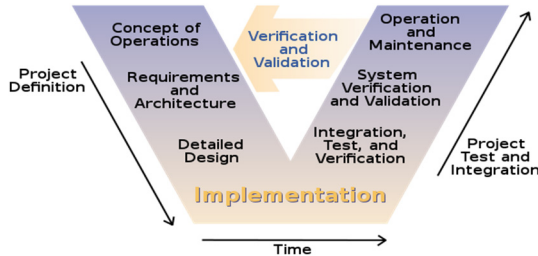 Concept of
Operations
Verification
and
Validation
Operation
and
Maintenance
Project
Definition
Requirements
and
Architecture
System
Verification
and Validation
Detailed
Design
Integration,
Test, and
Verification
Project
Test and
Integration
Implementation
Time